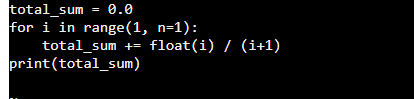 total_sum = 0.0
for i in range(1, n=1):
    total_sum += float(i) / (i+1)
print(total_sum)